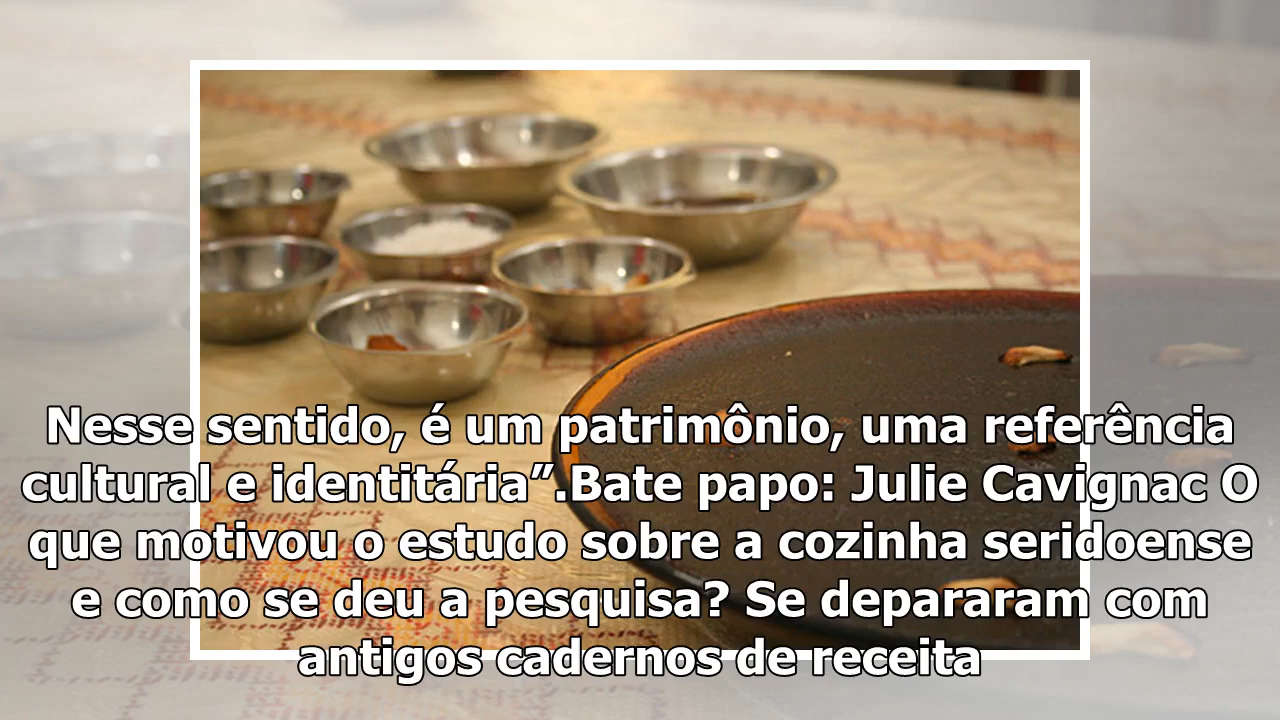 Nesse sentido, é um patrimônio, uma referência
cultural e identitária”.Bate papo: Julie Cavignac O
que motivou o estudo sobre a cozinha seridoense
e como se deu a pesquisa? Se depararam com
antigos cadernos de receita